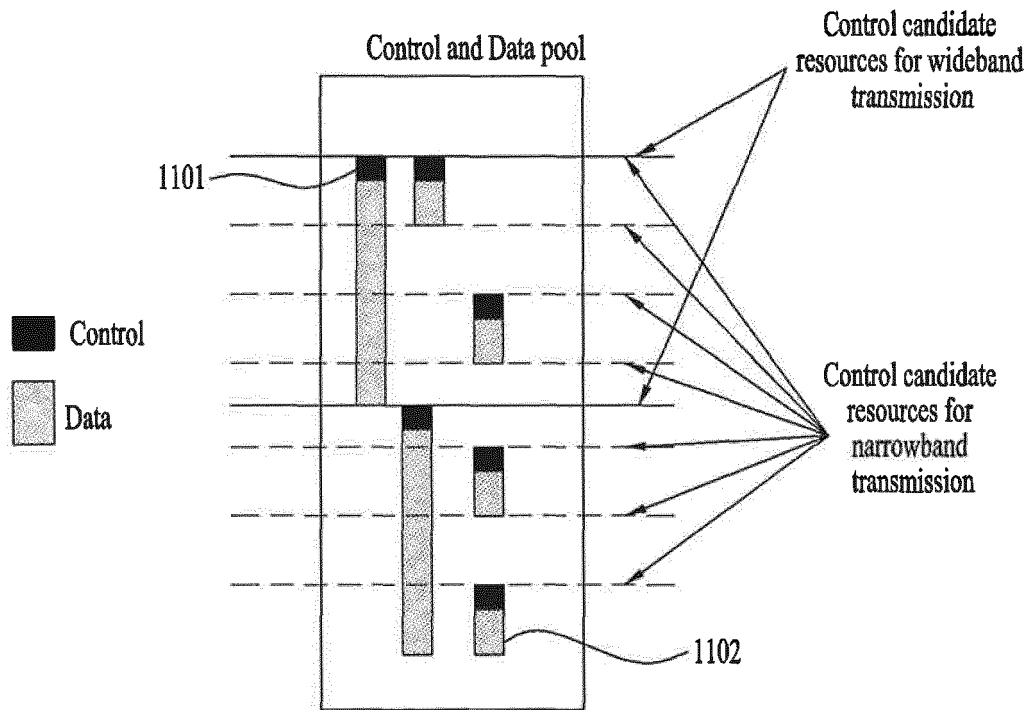 Control and Data pool
Control candidate
resources for wideband
transmission
1101
Control
Data
Control candidate
resources for
narrowband
transmission
1102